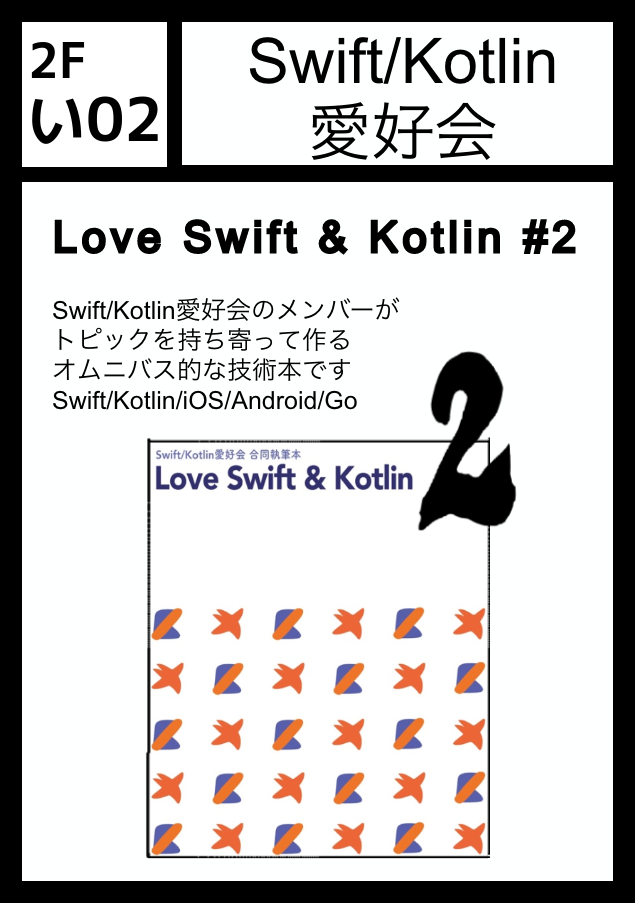 2F
い02
Swift/Kotlin
愛好会
Love Swift & Kotlin #2
Swift/Kotlin愛好会のメンバーが
トピックを持ち寄って作る
オムニバス的な技術本です
Swift/Kotlin/iOS/Android/Go
2
Swift/Kotlin愛好会 合同執筆本
Love Swift & Kotlin